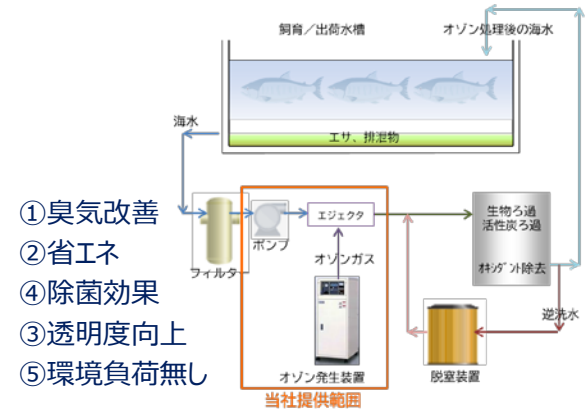 飼育／出荷水槽
オゾン処理後の海水
海水
エサ、排泄物
①臭気改善
②省エネ
④除菌効果
③透明度向上
⑤環境負荷無し
フィルター
ポンプ
エジェクタ
オゾンガス
オゾン発生装置
当社提供範囲
生物ろ過
活性炭ろ過
オキシダント除去
逆洗水
脱窒装置